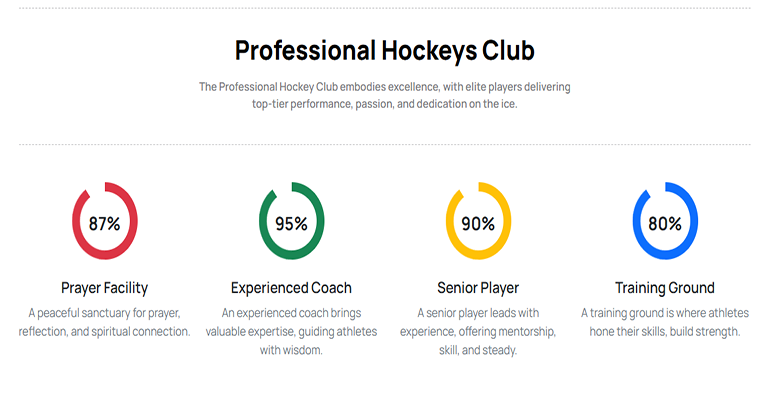 Professional Hockeys Club
The Professional Hockey Club embodies excellence, with elite players delivering
top-tier performance, passion, and dedication on the ice.
87%
95%
90%
80%
Prayer Facility
Experienced Coach
Senior Player
Training Ground
A peaceful sanctuary for prayer,
reflection, and spiritual connection.
An experienced coach brings
valuable expertise, guiding athletes
with wisdom.
A senior player leads with
experience, offering mentorship,
skill, and steady.
A training ground is where athletes
hone their skills, build strength.